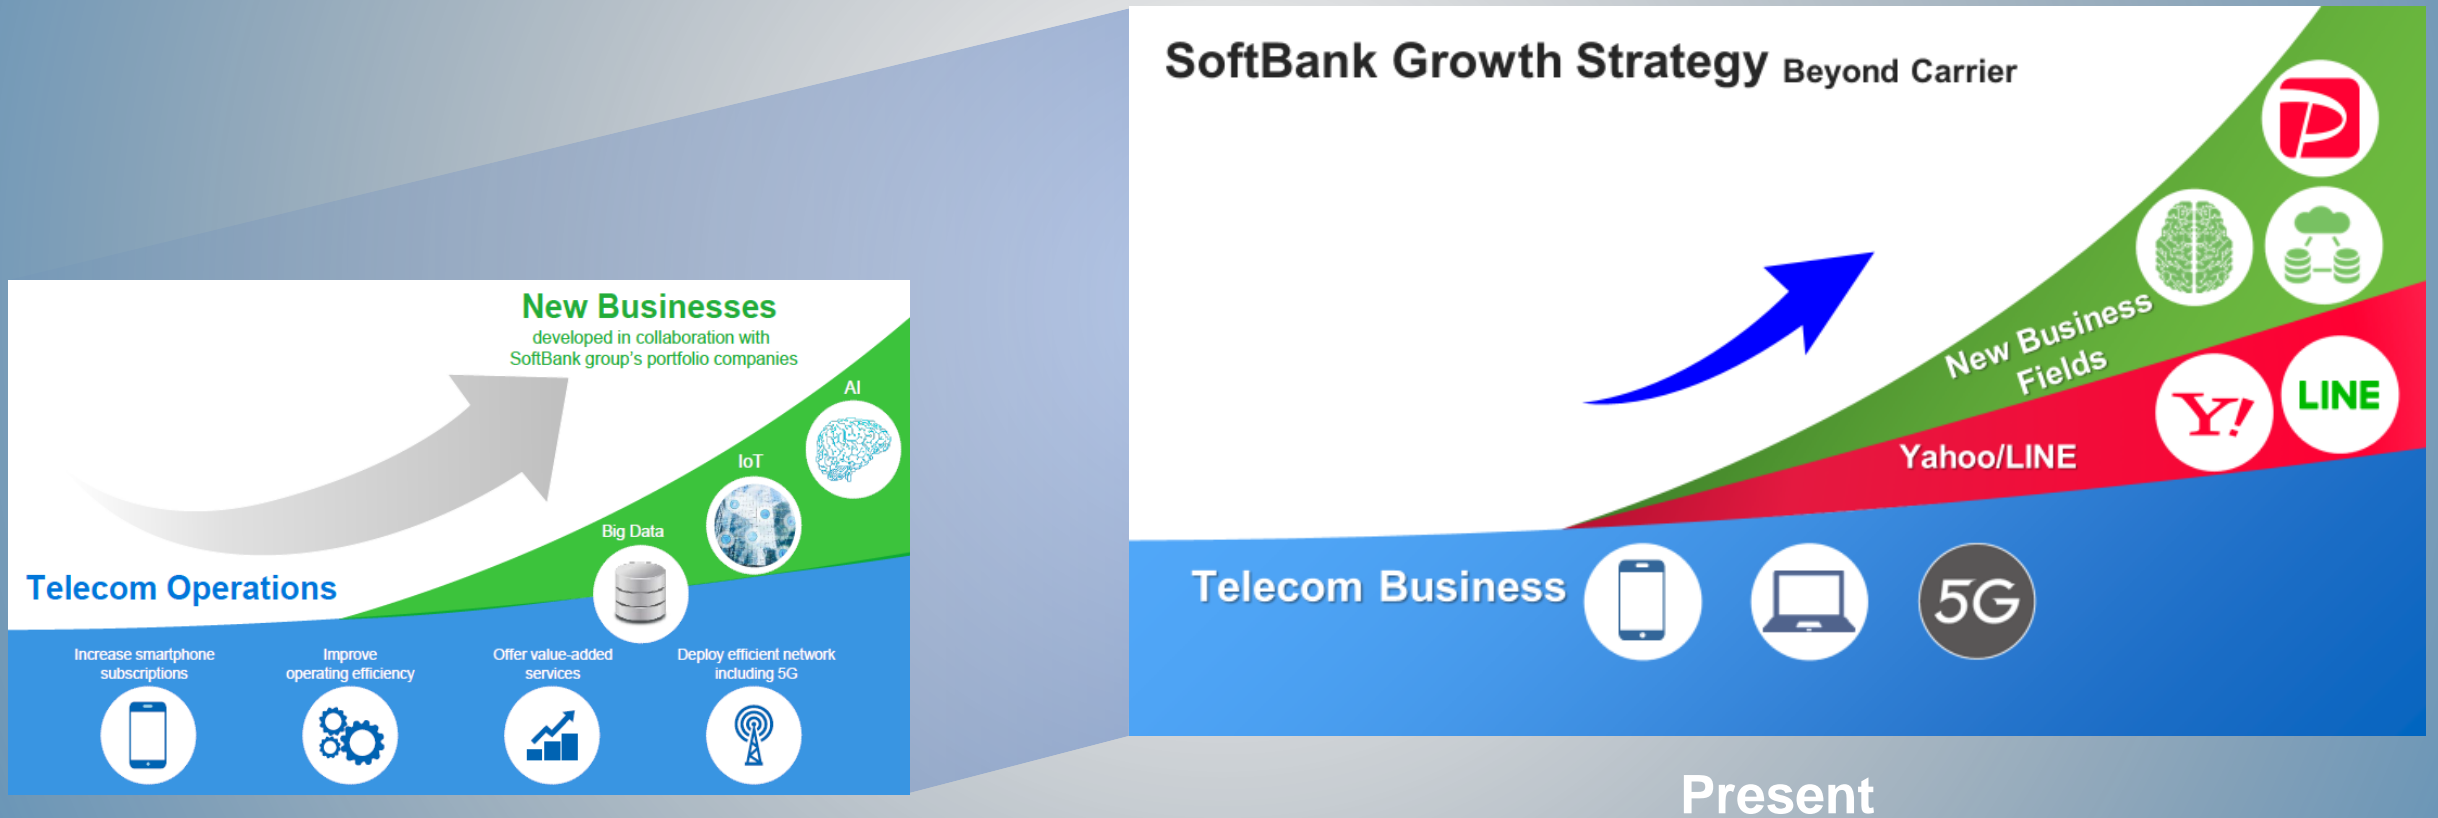 New Businesses
developed in collaboration with
SoftBank group's portfolio companies
AI
IoT
Big Data
Telecom Operations
Increase smartphone
subscriptions
Improve
operating efficiency
Offer value-added
services
Deploy efficient network
including 5G
SoftBank Growth Strategy Beyond Carrier
P
New Business
Fields
Yahoo/LINE
Y!
LINE
Telecom Business
5G
Present